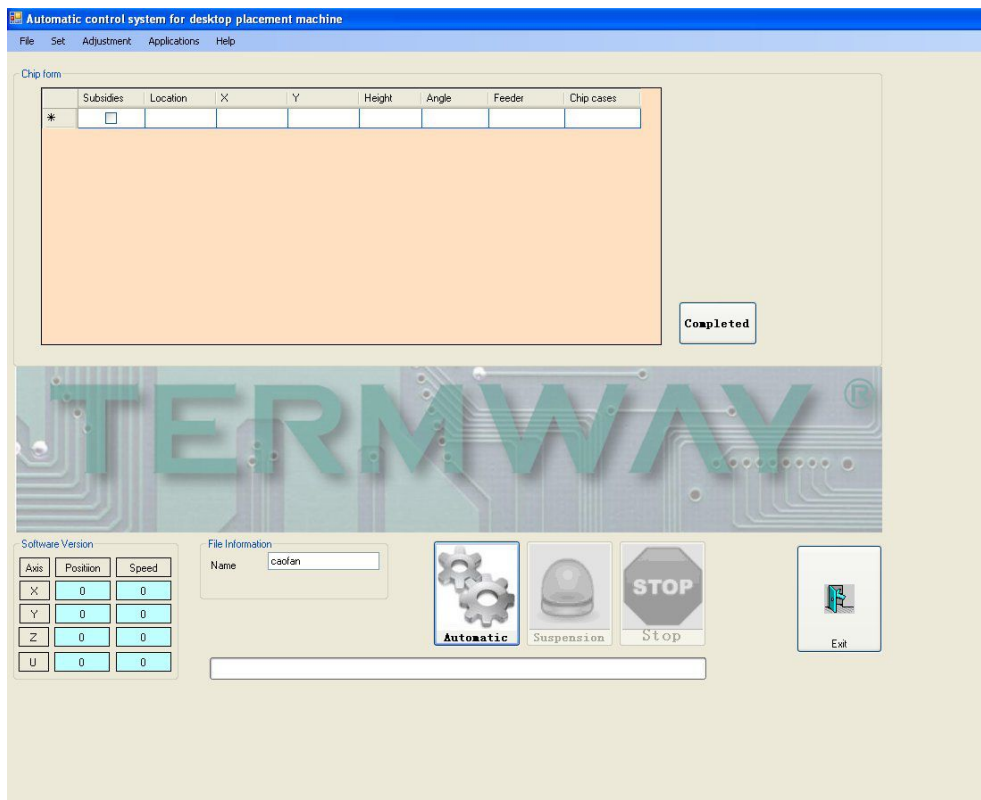 Automatic control system for desktop placement machine
File Set Adjustment Applications Help
Chip form
Subsidies Location X Y Height Angle Feeder Chip cases
*
Completed
TERMWAY ®
Software Version
Axis Position Speed
X 0 0
Y 0 0
Z 0 0
U 0 0
File Information
Name caofan
STOP
Automatic Suspension Stop
Exit